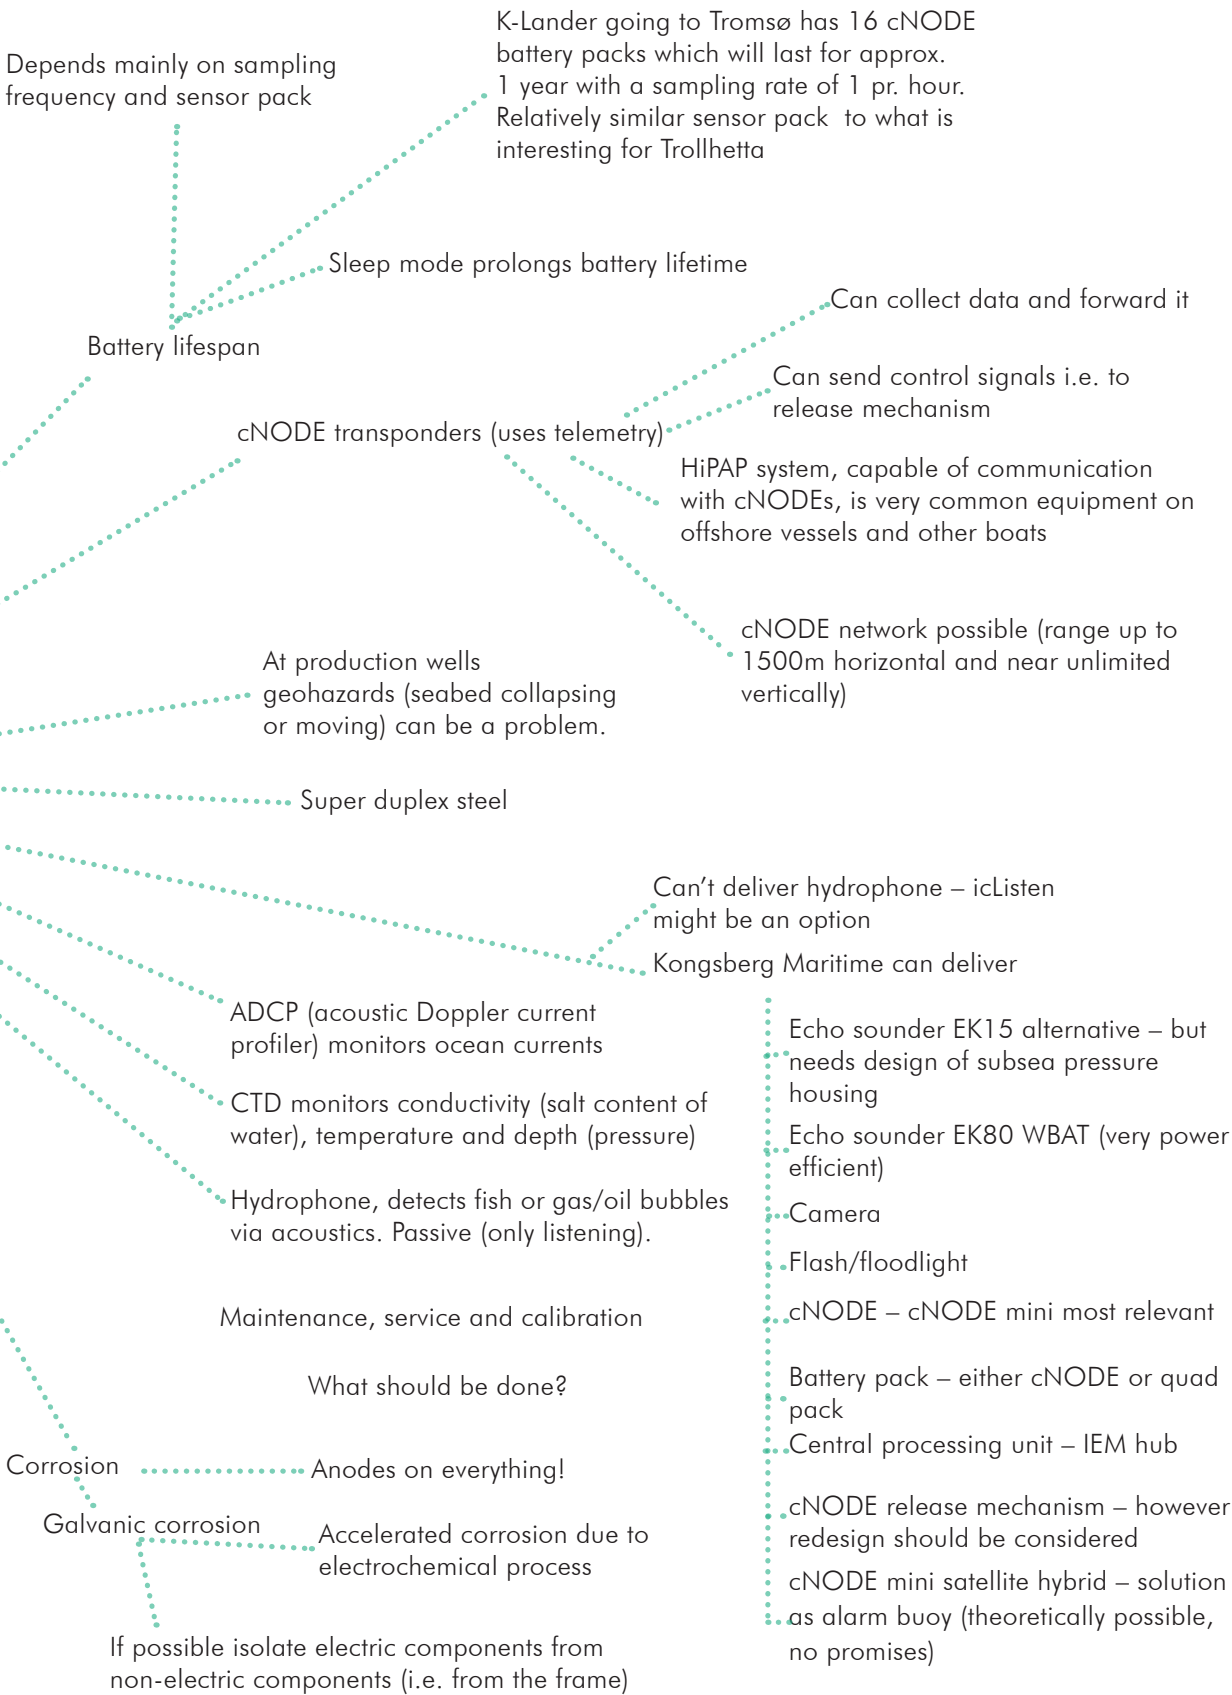 K-Lander going to Tromsø has 16 cNODE
battery packs which will last for approx.
1 year with a sampling rate of 1 pr. hour.
Relatively similar sensor pack  to what is
interesting for Trollhetta
Depends mainly on sampling
frequency and sensor pack
Sleep mode prolongs battery lifetime
Battery lifespan
Can collect data and forward it
Can send control signals i.e. to
release mechanism
cNODE transponders (uses telemetry)
HiPAP system, capable of communication
with cNODEs, is very common equipment on
offshore vessels and other boats
cNODE network possible (range up to
1500m horizontal and near unlimited
vertically)
At production wells
geohazards (seabed collapsing
or moving) can be a problem.
Super duplex steel
Can’t deliver hydrophone – icListen
might be an option
Kongsberg Maritime can deliver
ADCP (acoustic Doppler current
profiler) monitors ocean currents
CTD monitors conductivity (salt content of
water), temperature and depth (pressure)
Hydrophone, detects fish or gas/oil bubbles
via acoustics. Passive (only listening).
Echo sounder EK15 alternative – but
needs design of subsea pressure
housing
Echo sounder EK80 WBAT (very power
efficient)
Camera
Flash/floodlight
cNODE – cNODE mini most relevant
Battery pack – either cNODE or quad
pack
Central processing unit – IEM hub
cNODE release mechanism – however
redesign should be considered
cNODE mini satellite hybrid – solution
as alarm buoy (theoretically possible,
no promises)
Maintenance, service and calibration
What should be done?
Corrosion
Anodes on everything!
Galvanic corrosion
Accelerated corrosion due to
electrochemical process
If possible isolate electric components from
non-electric components (i.e. from the frame)